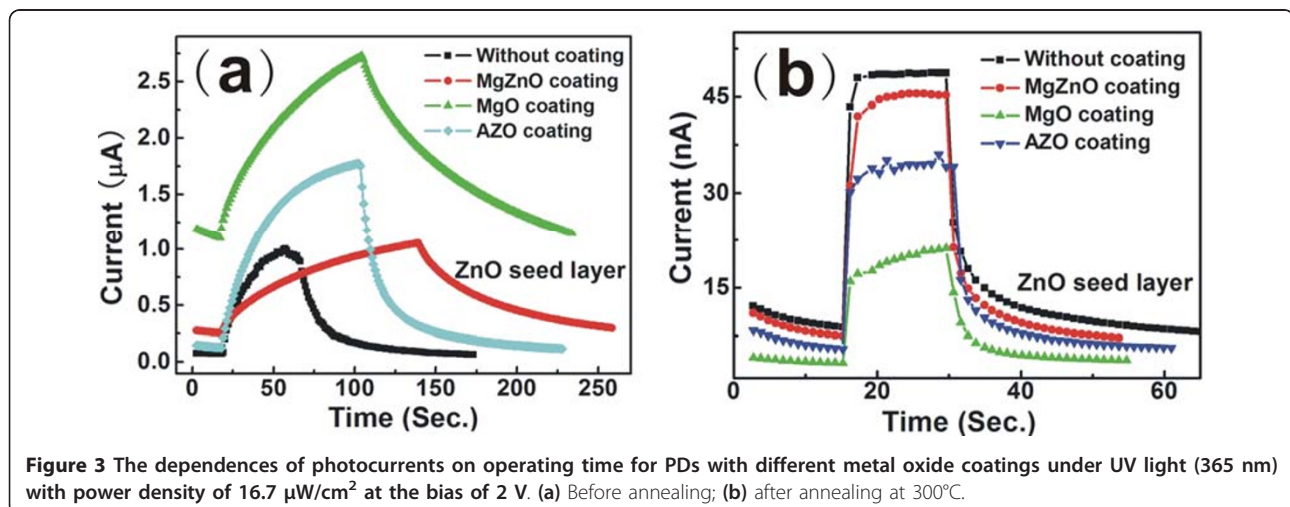 (a)
Without coating
MgZnO coating
MgO coating
AZO coating
ZnO seed layer
Current (μA)
2.5
2.0
1.5
1.0
0.5
0.0
0 50 100 150 200 250
Time (Sec.)
(b)
Without coating
MgZnO coating
MgO coating
AZO coating
ZnO seed layer
Current (nA)
45
30
15
20 40 60
Time (Sec.)
Figure 3 The dependences of photocurrents on operating time for PDs with different metal oxide coatings under UV light (365 nm)
with power density of 16.7 μW/cm² at the bias of 2 V. (a) Before annealing; (b) after annealing at 300°C.